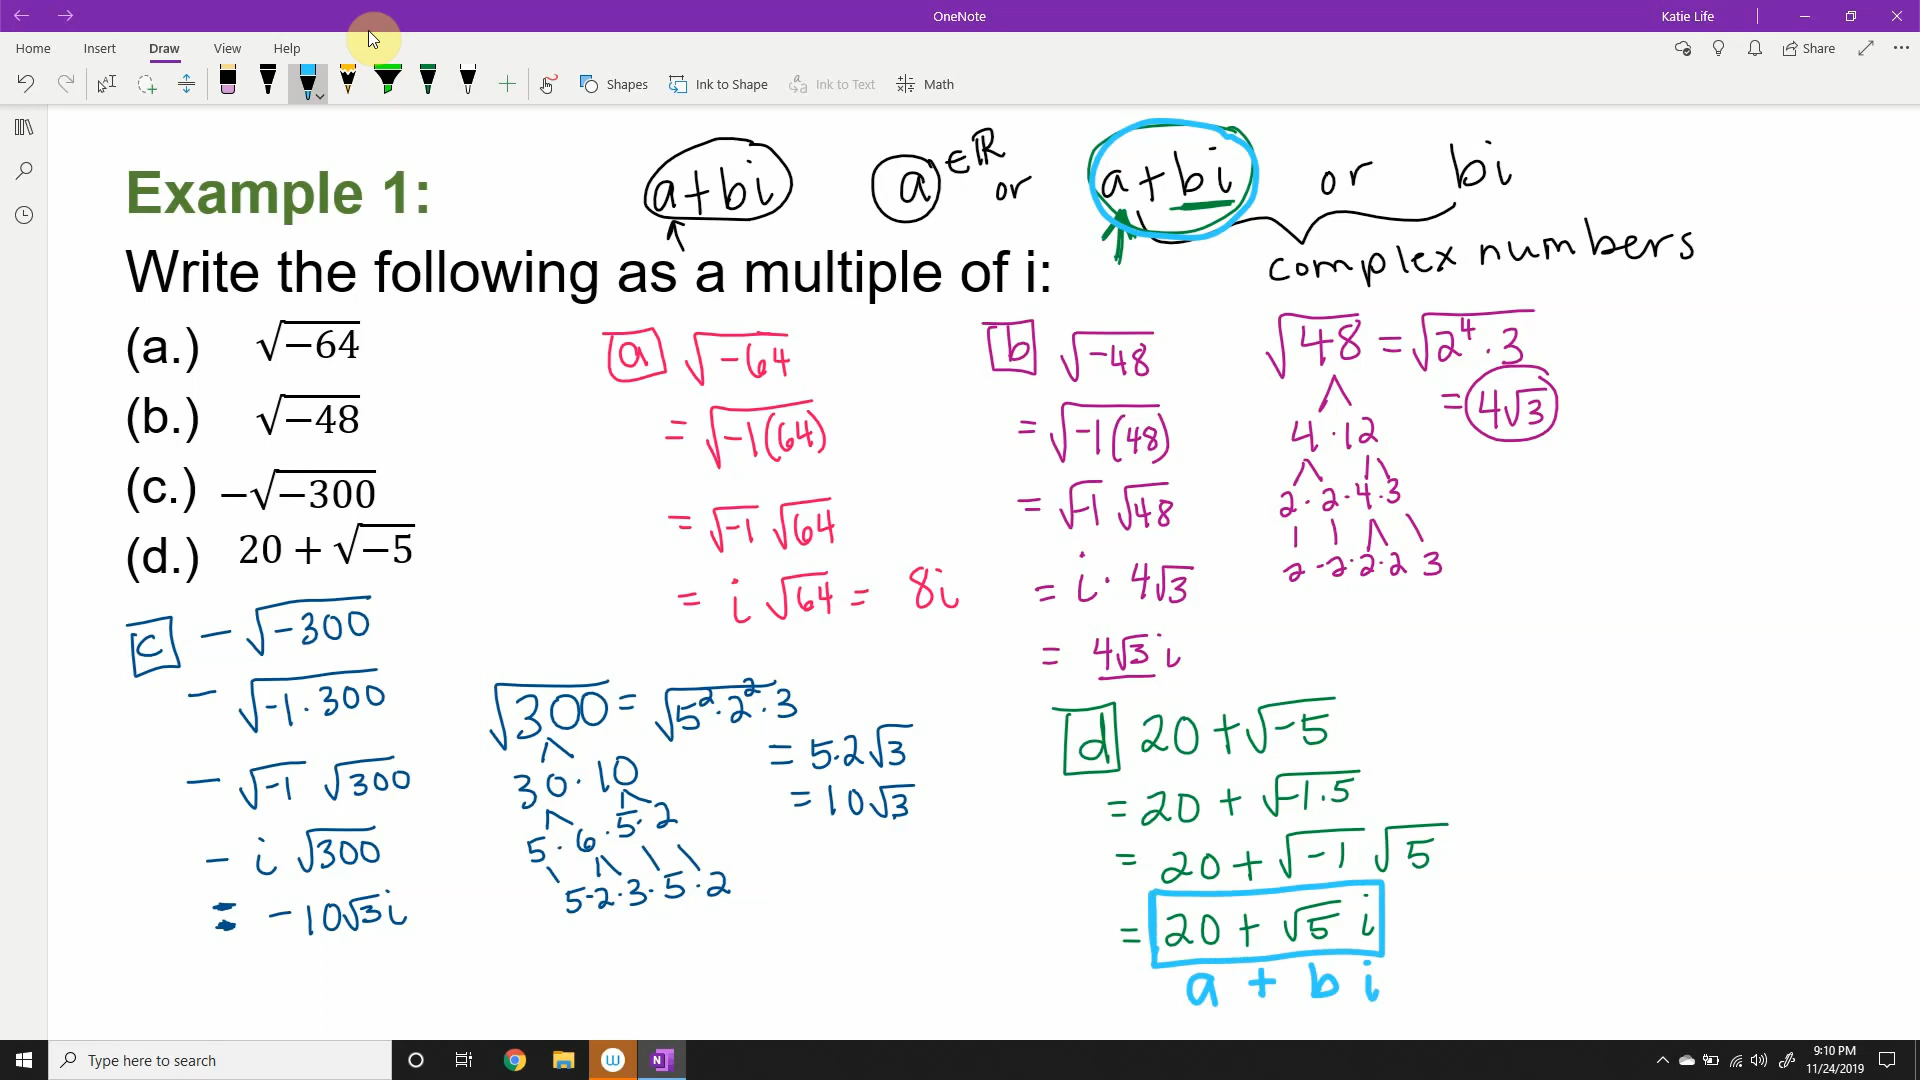 OneNote
Katie Life
Home Insert Draw View Help
Share
Shapes Ink to Shape Ink to Text Math
Example 1:
a+bi a ∈ ℝ or a+bi or bi
complex numbers
Write the following as a multiple of i:
(a.) √−64
(b.) √−48
(c.) −√−300
(d.) 20 + √−5
a √-64
= √-1(64)
= √-1 √64
= i √64 = 8i
b √-48
= √-1(48)
= √-1 √48
= i · 4√3
= 4√3 i
√48 = √2⁴·3
= 4√3
4 · 12
2 · 2 · 4 · 3
2 · 2 · 2 · 2 3
c - √-300
- √-1 · 300
- √-1 √300
- i √300
= -10√3 i
√300 = √5²·2²·3
= 5·2√3
= 10√3
30 · 10
5 · 6 · 5 · 2
5 · 2 · 3 · 5 · 2
d 20 + √-5
= 20 + √-1·5
= 20 + √-1 √5
= 20 + √5 i
a + b i
Type here to search
W
N
9:10 PM
11/24/2019